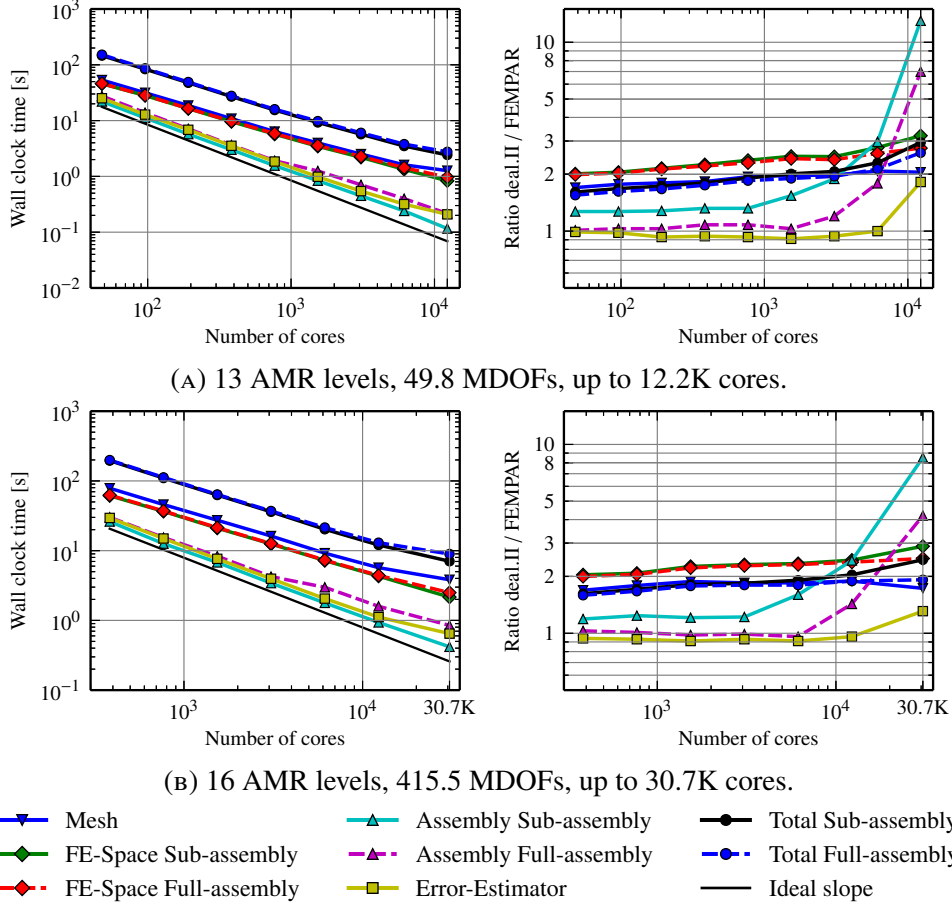 10³
10²
10¹
10⁰
10⁻¹
10⁻²
Wall clock time [s]
10²
10³
10⁴
Number of cores
10
8
5
3
2
1
Ratio deal.II / FEMPAR
10²
10³
10⁴
Number of cores
(A) 13 AMR levels, 49.8 MDOFs, up to 12.2K cores.
10³
10²
10¹
10⁰
10⁻¹
Wall clock time [s]
10³
10⁴
30.7K
Number of cores
10
8
5
3
2
1
Ratio deal.II / FEMPAR
10³
10⁴
30.7K
Number of cores
(B) 16 AMR levels, 415.5 MDOFs, up to 30.7K cores.
Mesh
Assembly Sub-assembly
Total Sub-assembly
FE-Space Sub-assembly
Assembly Full-assembly
Total Full-assembly
FE-Space Full-assembly
Error-Estimator
Ideal slope